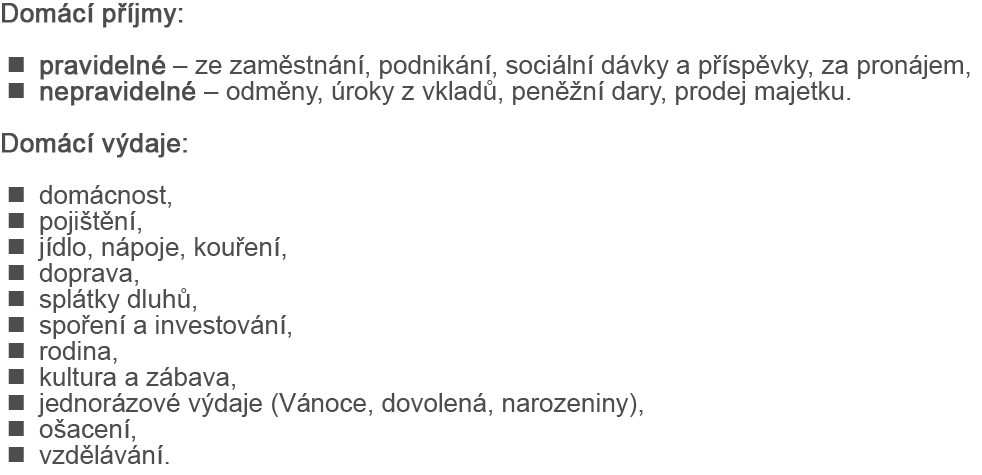 Domácí příjmy:
■ pravidelné – ze zaměstnání, podnikání, sociální dávky a příspěvky, za pronájem,
■ nepravidelné – odměny, úroky z vkladů, peněžní dary, prodej majetku.
Domácí výdaje:
■ domácnost,
■ pojištění,
■ jídlo, nápoje, kouření,
■ doprava,
■ splátky dluhů,
■ spoření a investování,
■ rodina,
■ kultura a zábava,
■ jednorázové výdaje (Vánoce, dovolená, narozeniny),
■ ošacení,
■ vzdělávání.